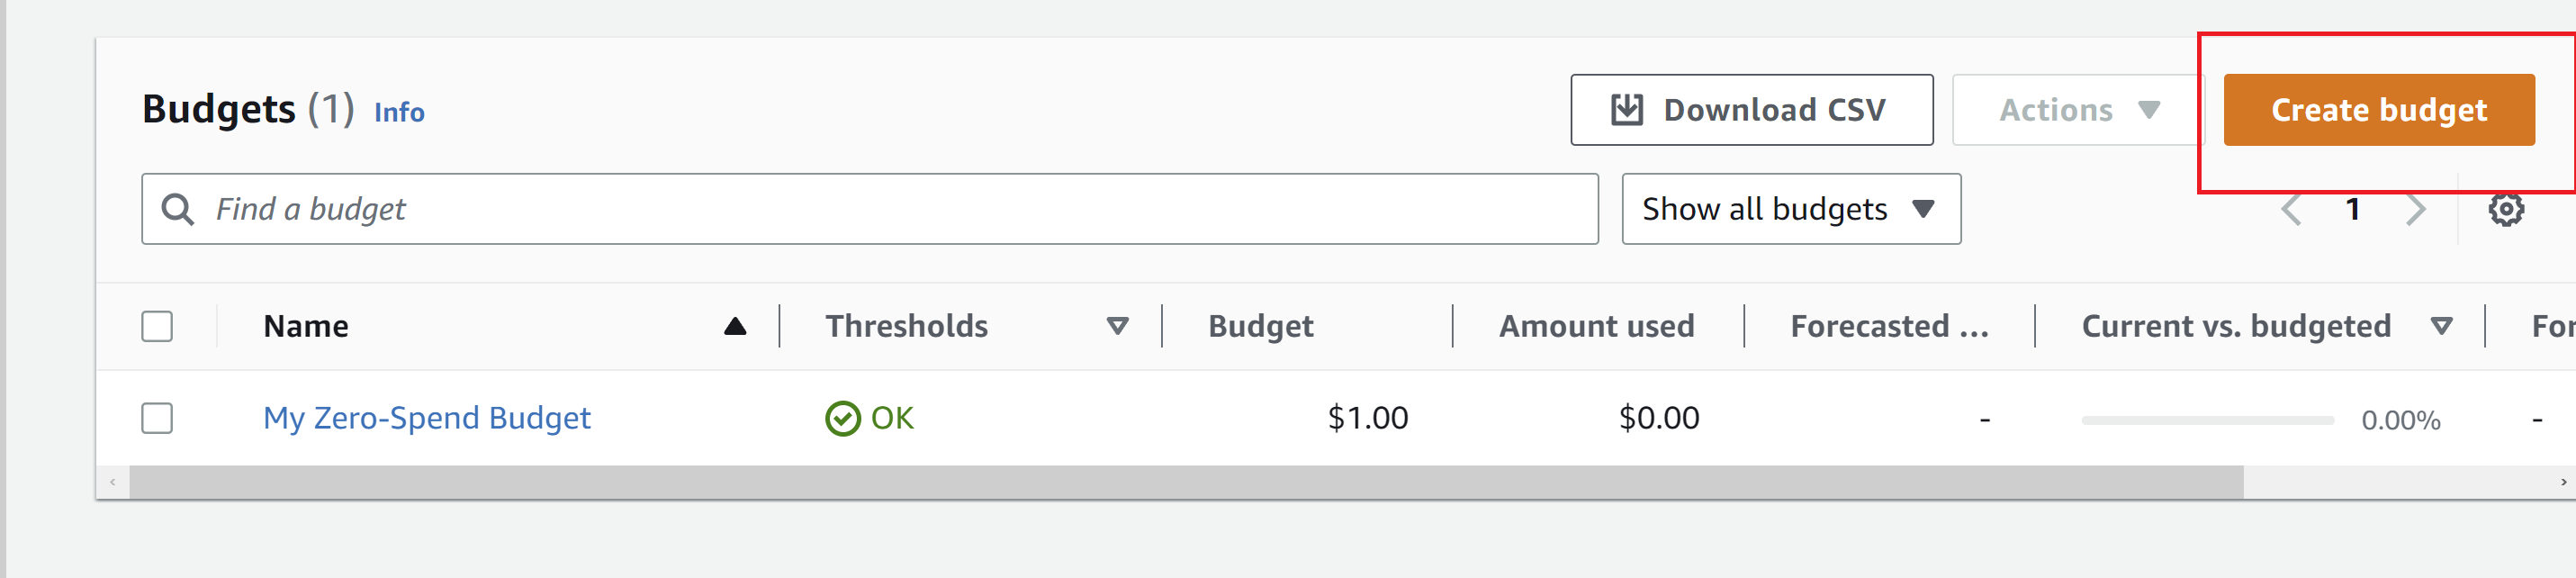 Budgets (1) Info
Download CSV
Actions
Create budget
Find a budget
Show all budgets
1
Name
Thresholds
Budget
Amount used
Forecasted ...
Current vs. budgeted
For
My Zero-Spend Budget
OK
$1.00
$0.00
-
0.00%
-